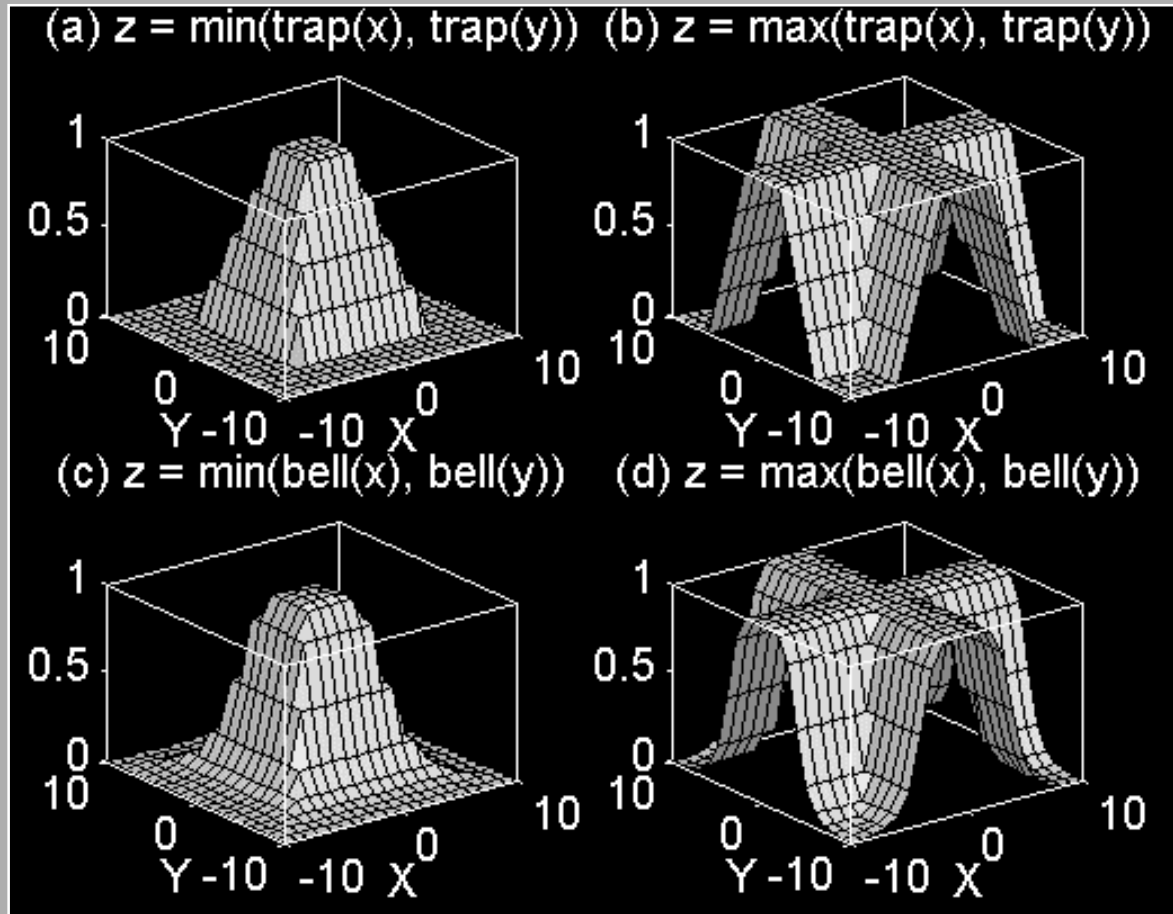 (a) z = min(trap(x), trap(y))
(b) z = max(trap(x), trap(y))
1
0.5
0
10
0
Y -10
-10 X 0
10
1
0.5
0
10
0
Y -10
-10 X 0
10
(c) z = min(bell(x), bell(y))
(d) z = max(bell(x), bell(y))
1
0.5
0
10
0
Y -10
-10 X 0
10
1
0.5
0
10
0
Y -10
-10 X 0
10